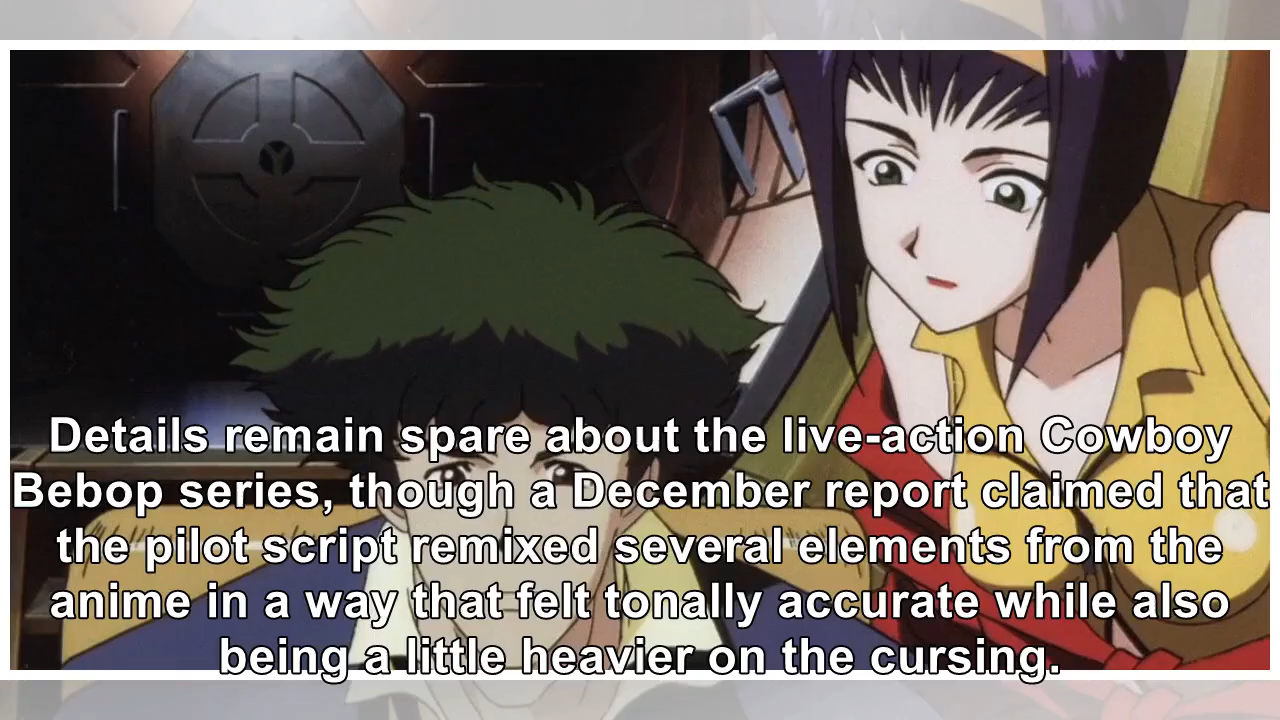 Details remain spare about the live-action Cowboy
Bebop series, though a December report claimed that
the pilot script remixed several elements from the
anime in a way that felt tonally accurate while also
being a little heavier on the cursing.